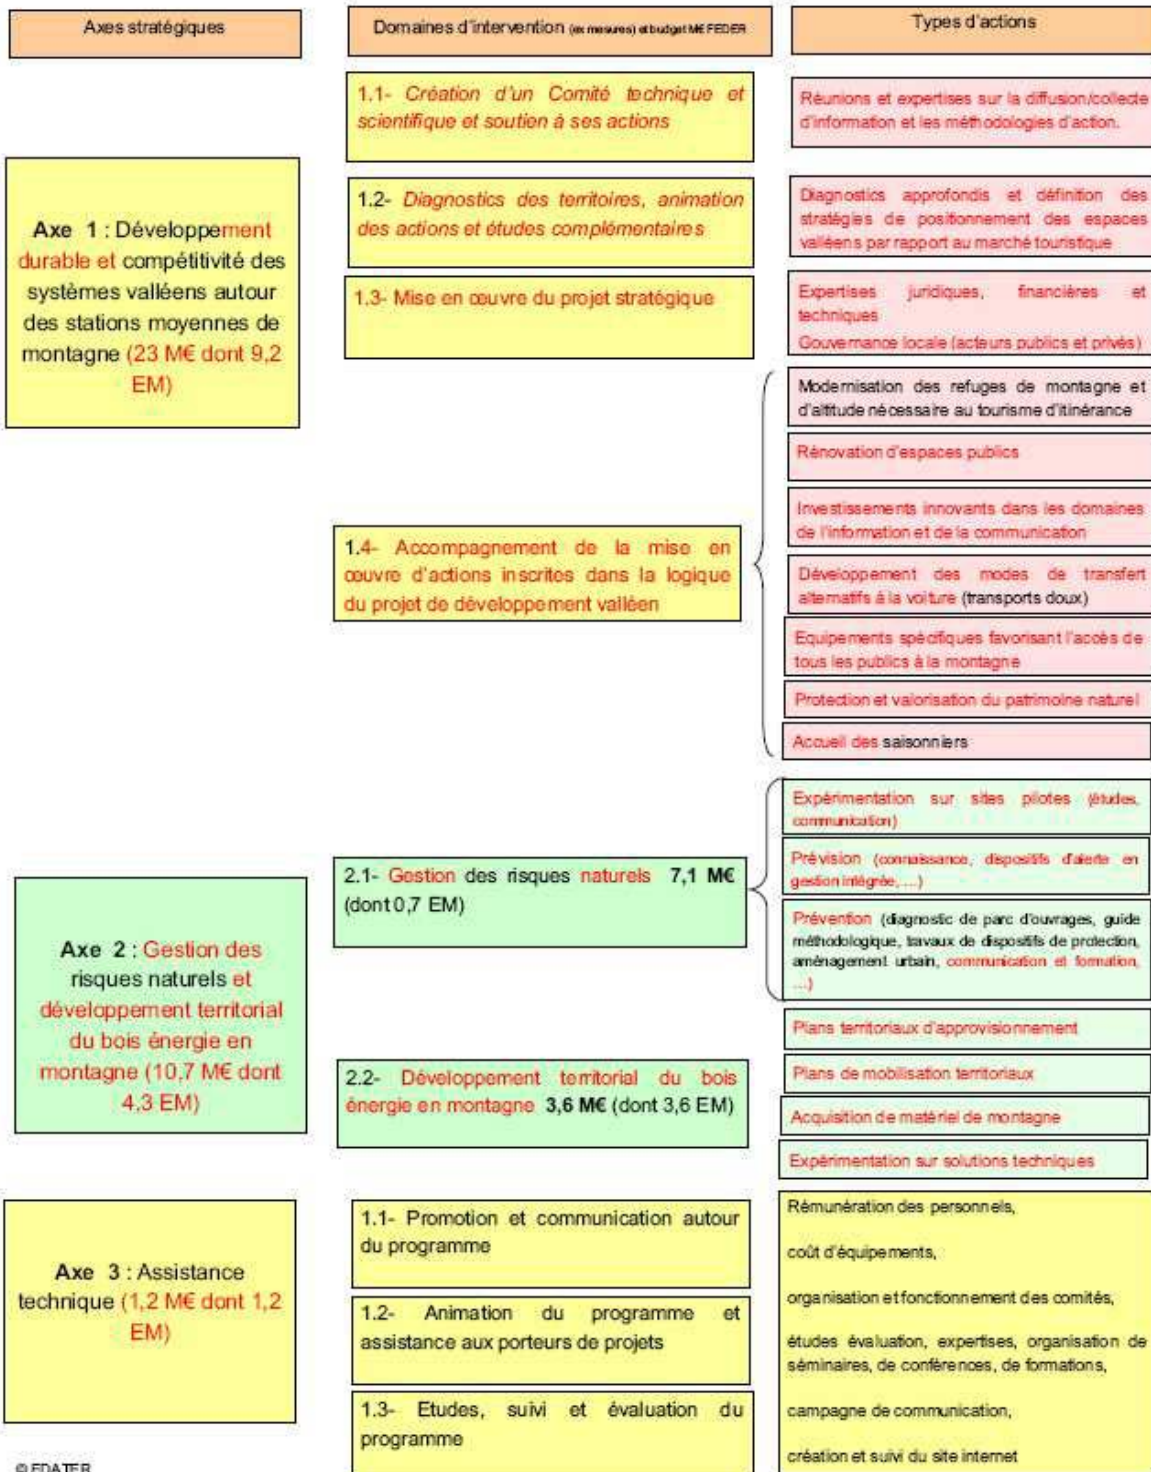 Axes stratégiques
Domaines d'intervention (ex mesures) et budget M€ FEDER
Types d'actions
Axe 1 : Développement
durable et compétitivité des
systèmes valléens autour
des stations moyennes de
montagne (23 M€ dont 9,2
EM)
1.1- Création d'un Comité technique et
scientifique et soutien à ses actions
Réunions et expertises sur la diffusion/collecte
d'information et les méthodologies d'action.
1.2- Diagnostics des territoires, animation
des actions et études complémentaires
Diagnostics approfondis et définition des
stratégies de positionnement des espaces
valléens par rapport au marché touristique
1.3- Mise en œuvre du projet stratégique
Expertises juridiques, financières et
techniques
Gouvernance locale (acteurs publics et privés)
1.4- Accompagnement de la mise en
œuvre d'actions inscrites dans la logique
du projet de développement valléen
Modernisation des refuges de montagne et
d'altitude nécessaire au tourisme d'itinérance
Rénovation d'espaces publics
Investissements innovants dans les domaines
de l'information et de la communication
Développement des modes de transfert
alternatifs à la voiture (transports doux)
Equipements spécifiques favorisant l'accès de
tous les publics à la montagne
Protection et valorisation du patrimoine naturel
Accueil des saisonniers
Axe 2 : Gestion des
risques naturels et
développement territorial
du bois énergie en
montagne (10,7 M€ dont
4,3 EM)
2.1- Gestion des risques naturels 7,1 M€
(dont 0,7 EM)
Expérimentation sur sites pilotes (études,
communication)
Prévision (connaissance, dispositifs d'alerte en
gestion intégrée, ...)
Prévention (diagnostic de parc d'ouvrages, guide
méthodologique, travaux de dispositifs de protection,
aménagement urbain, communication et formation,
...)
2.2- Développement territorial du bois
énergie en montagne 3,6 M€ (dont 3,6 EM)
Plans territoriaux d'approvisionnement
Plans de mobilisation territoriaux
Acquisition de matériel de montagne
Expérimentation sur solutions techniques
Axe 3 : Assistance
technique (1,2 M€ dont 1,2
EM)
1.1- Promotion et communication autour
du programme
1.2- Animation du programme et
assistance aux porteurs de projets
1.3- Etudes, suivi et évaluation du
programme
Rémunération des personnels,
coût d'équipements,
organisation et fonctionnement des comités,
études évaluation, expertises, organisation de
séminaires, de conférences, de formations,
campagne de communication,
création et suivi du site internet
© EDATER